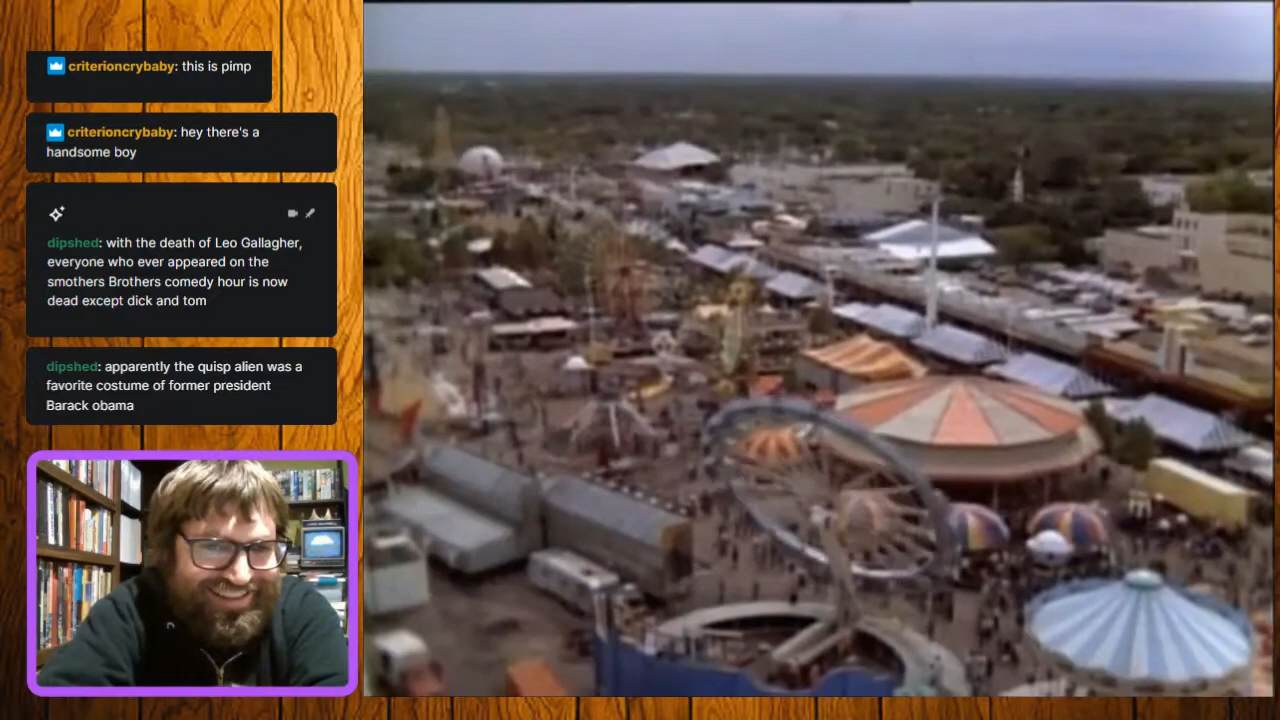 criterioncrybaby: this is pimp
criterioncrybaby: hey there's a
handsome boy
dipshed: with the death of Leo Gallagher,
everyone who ever appeared on the
smothers Brothers comedy hour is now
dead except dick and tom
dipshed: apparently the quisp alien was a
favorite costume of former president
Barack obama